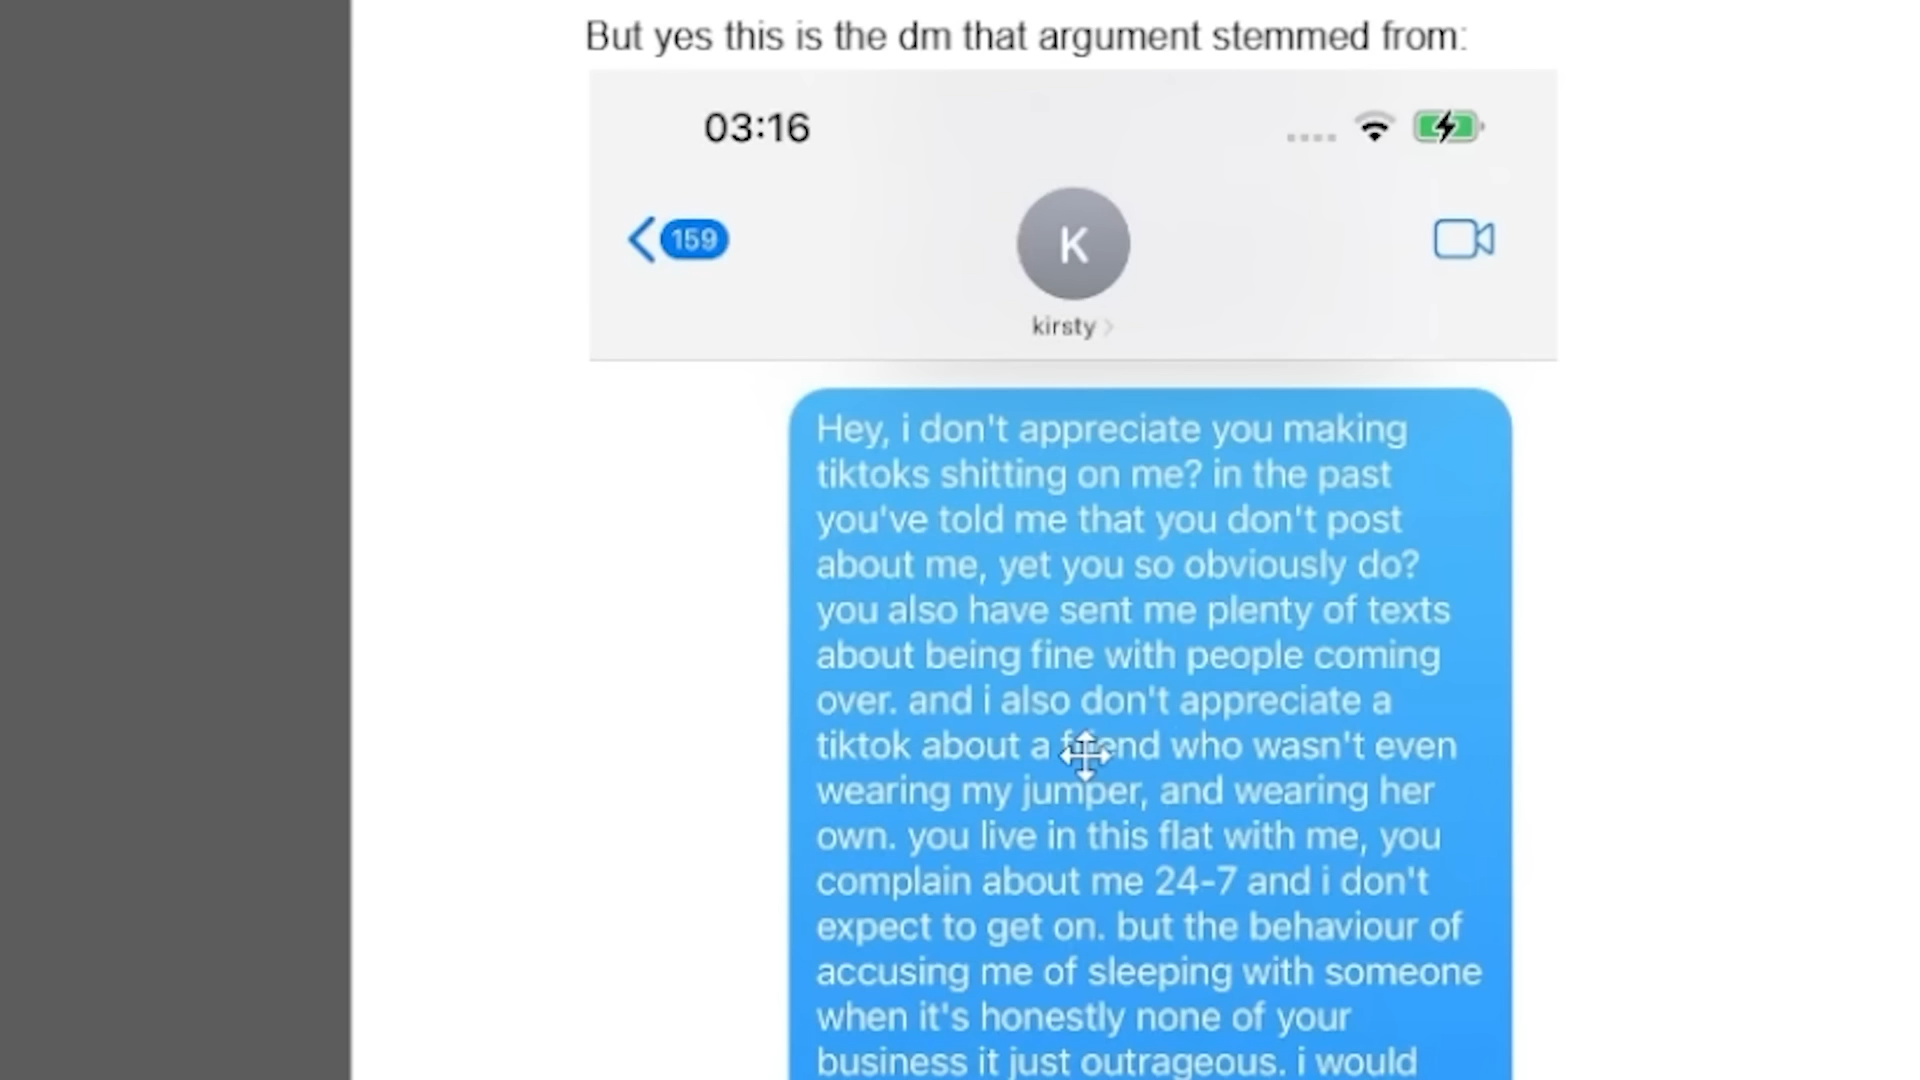 But yes this is the dm that argument stemmed from:
03:16
159
K
kirsty
Hey, i don't appreciate you making
tiktoks shitting on me? in the past
you've told me that you don't post
about me, yet you so obviously do?
you also have sent me plenty of texts
about being fine with people coming
over. and i also don't appreciate a
tiktok about a friend who wasn't even
wearing my jumper, and wearing her
own. you live in this flat with me, you
complain about me 24-7 and i don't
expect to get on. but the behaviour of
accusing me of sleeping with someone
when it's honestly none of your
business it just outrageous. i would